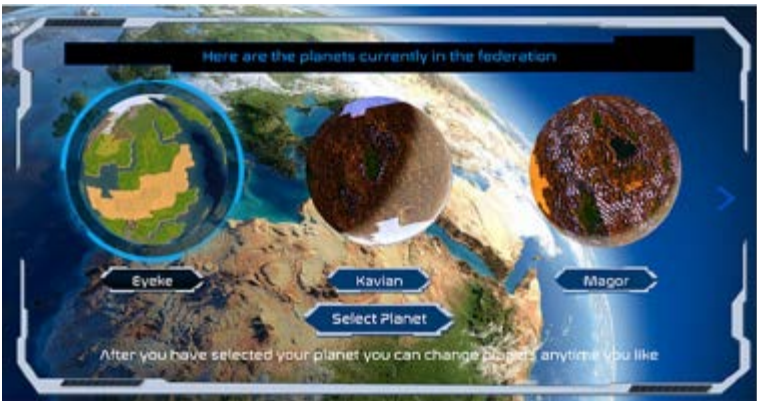 Here are the planets currently in the federation
Eyeke
Kavian
Magor
Select Planet
After you have selected your planet you can change planets anytime you like